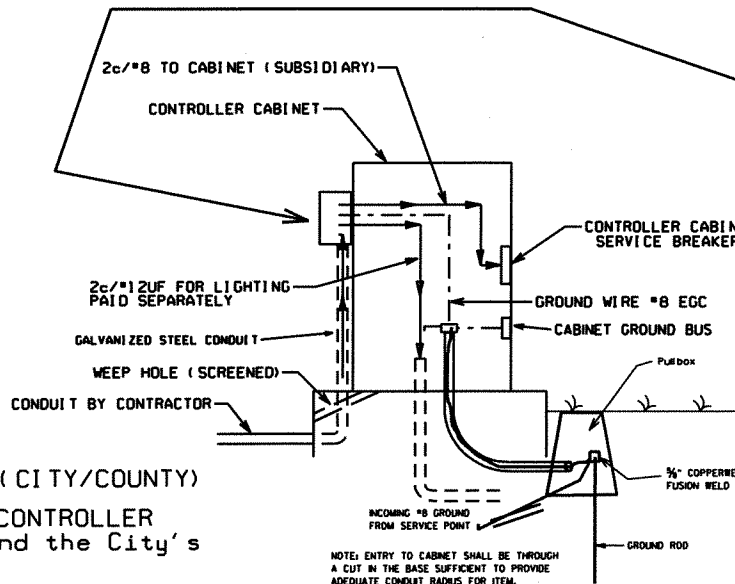 2c/#8 TO CABINET (SUBSIDIARY)
CONTROLLER CABINET
CONTROLLER
SERVICE BREAKER
2c/#12UF FOR LIGHTING
PAID SEPARATELY
GROUND WIRE #8 EGC
GALVANIZED STEEL CONDUIT
CABINET GROUND BUS
WEEP HOLE (SCREENED)
Pullbox
CONDUIT BY CONTRACTOR
(CITY/COUNTY)
CONTROLLER
nd the City's
5/8" COPPERWE
FUSION WELD
INCOMING #8 GROUND
FROM SERVICE POINT
GROUND ROD
NOTE: ENTRY TO CABINET SHALL BE THROUGH
A CUT IN THE BASE SUFFICIENT TO PROVIDE
ADEQUATE CONDUIT RADIUS FOR ITEM.